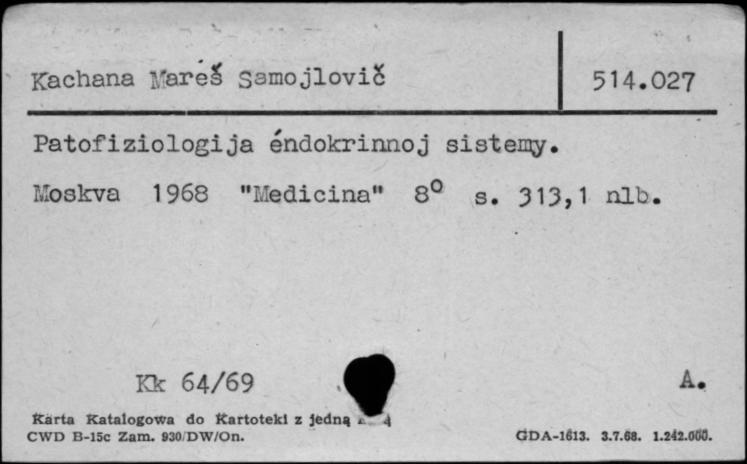 Kachana Mareš Samojlovič 514.027
Patofiziologija éndokrinnoj sistemy.
Moskva 1968 "Medicina" 8° s. 313,1 nlb.
Kk 64/69 A.
Karta Katalogowa do Kartoteki z jedną
CWD B-15c Zam. 930/DW/On. GDA-1613. 3.7.68. 1.242.000.